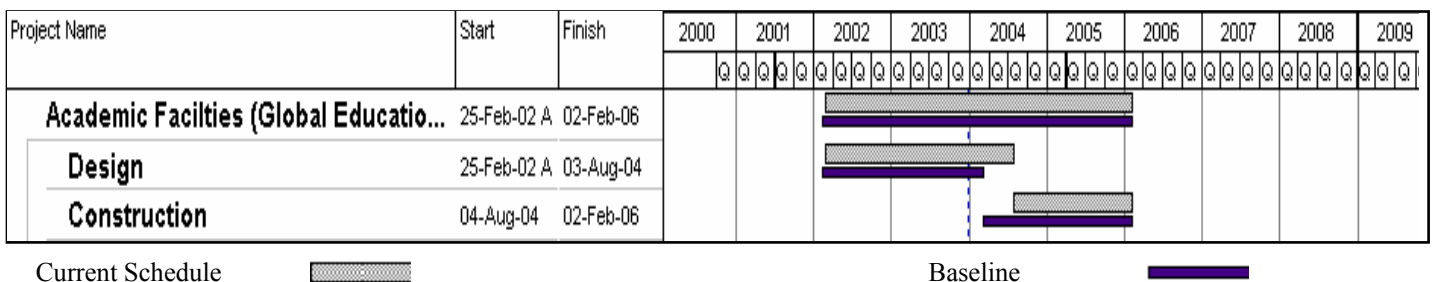 Project Name Start Finish 2000 2001 2002 2003 2004 2005 2006 2007 2008 2009
Q Q Q Q Q Q Q Q Q Q Q Q Q Q Q Q Q Q Q Q Q Q Q Q Q Q Q Q Q Q Q Q Q Q Q Q
Academic Facilties (Global Educatio... 25-Feb-02 A 02-Feb-06
Design 25-Feb-02 A 03-Aug-04
Construction 04-Aug-04 02-Feb-06
Current Schedule Baseline